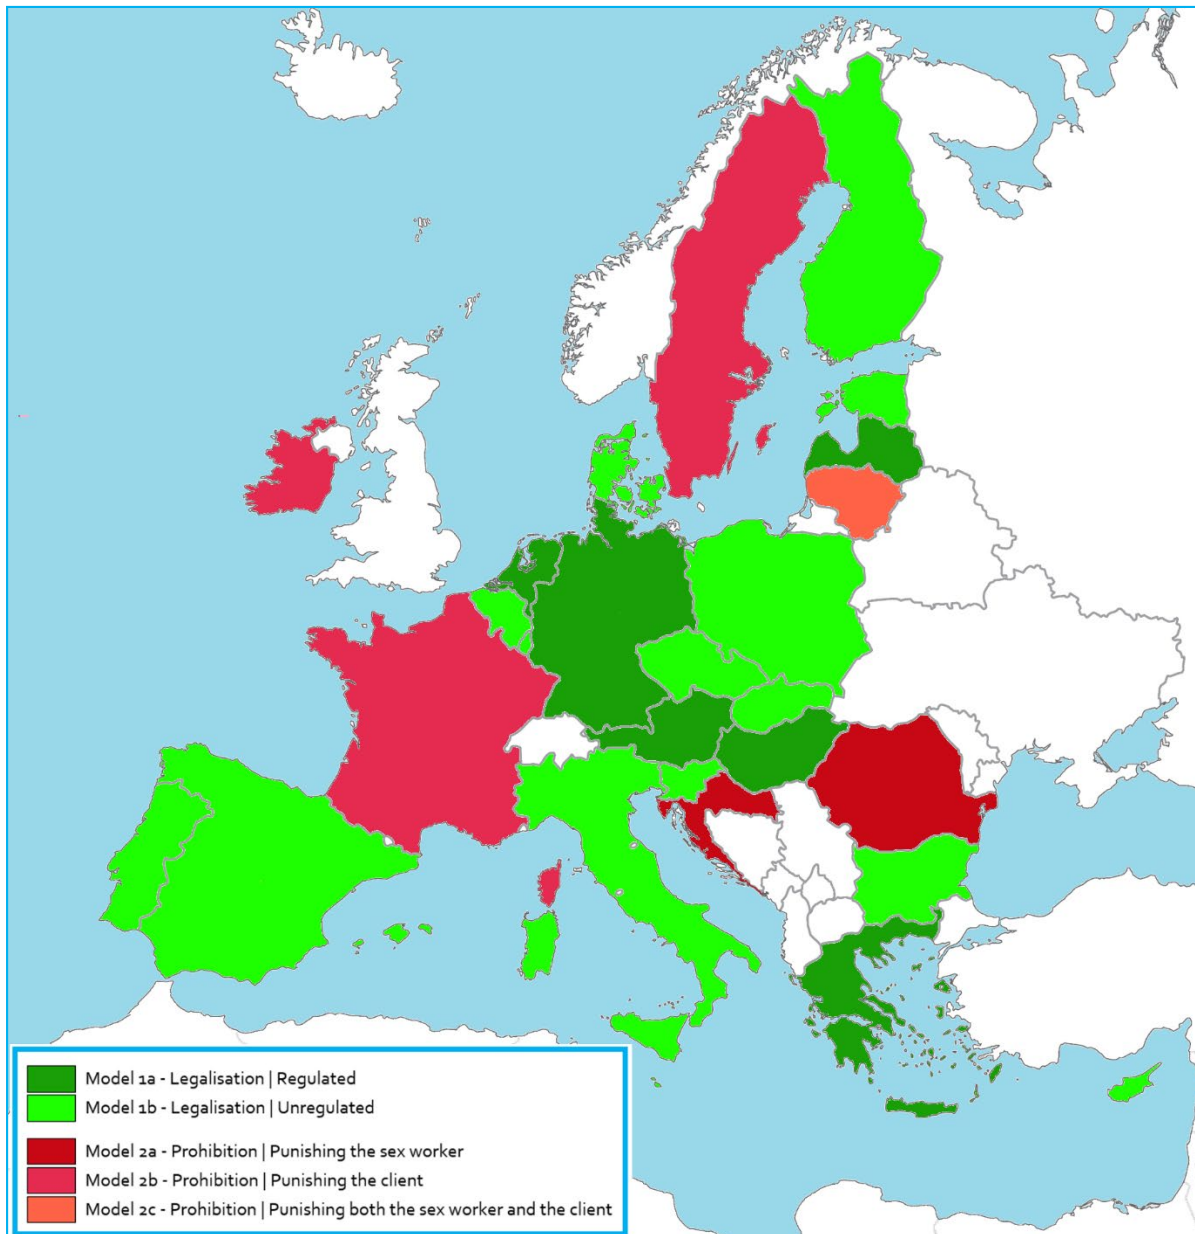 Model 1a - Legalisation | Regulated
Model 1b - Legalisation | Unregulated
Model 2a - Prohibition | Punishing the sex worker
Model 2b - Prohibition | Punishing the client
Model 2c - Prohibition | Punishing both the sex worker and the client